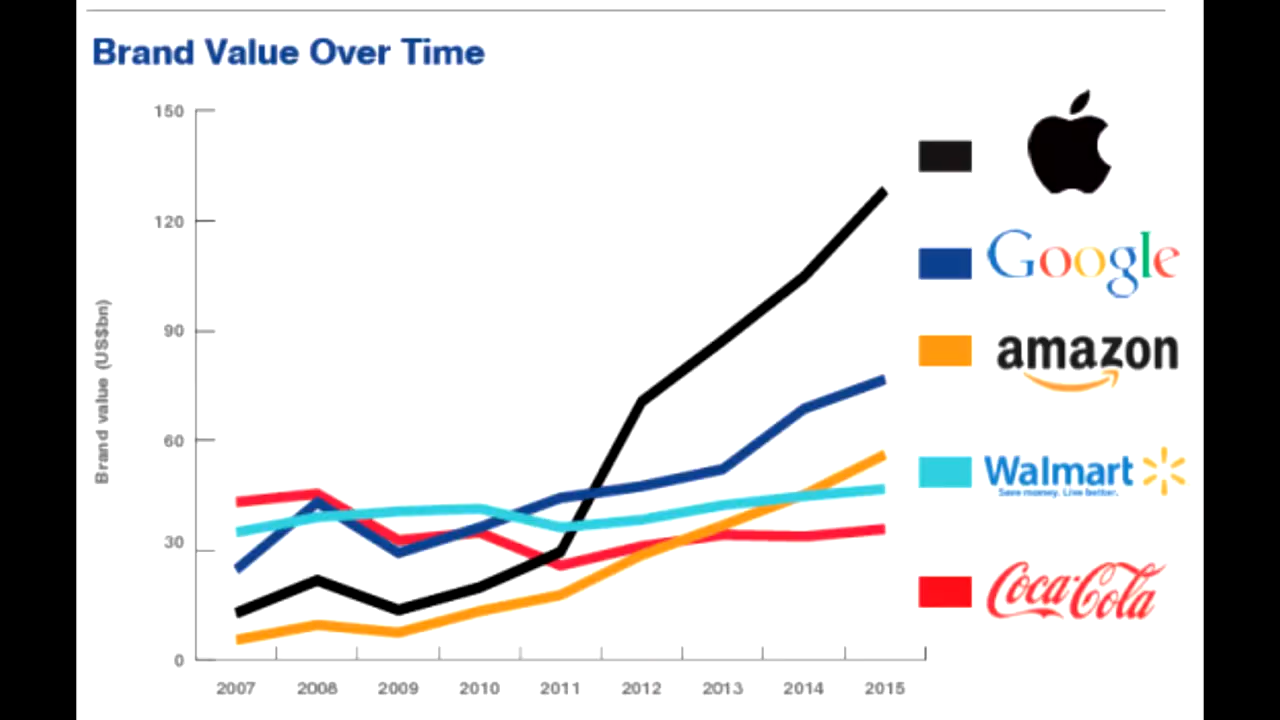 Brand Value Over Time
150
120
90
60
30
0
Brand value (US$bn)
2007 2008 2009 2010 2011 2012 2013 2014 2015
Google
amazon
Walmart
Save money. Live better.
Coca-Cola